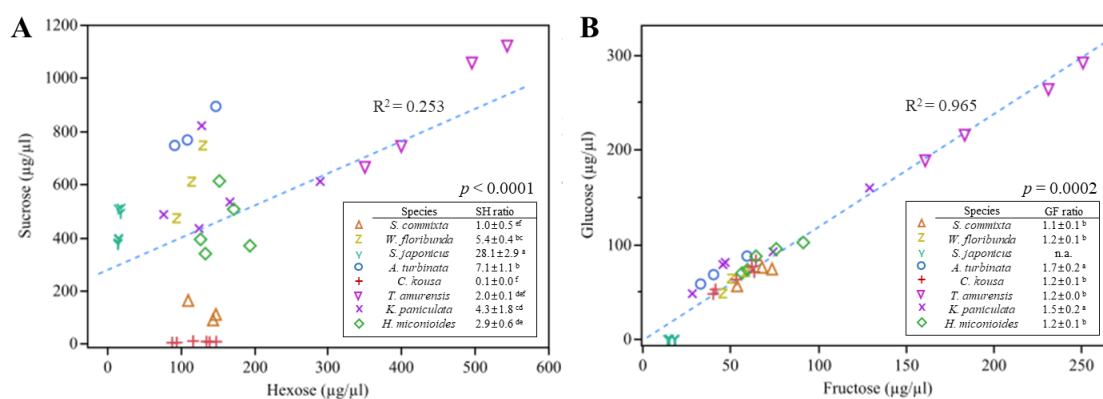 A
Sucrose (µg/µl)
1200
1000
800
600
400
200
0
0 100 200 300 400 500 600
Hexose (µg/µl)
R² = 0.253
p < 0.0001
Species SH ratio
S. commixta 1.0±0.5 ef
W. floribunda 5.4±4.4 bc
S. japonicus 28.1±2.9 a
A. turbinata 7.1±1.1 b
C. kousa 0.1±0.0 f
T. amurensis 2.0±0.1 def
K. paniculata 4.3±1.8 cd
H. miconioides 2.9±0.6 de
B
Glucose (µg/µl)
300
200
100
0
0 50 100 150 200 250
Fructose (µg/µl)
R² = 0.965
p = 0.0002
Species GF ratio
S. commixta 1.1±0.1 b
W. floribunda 1.2±0.1 b
S. japonicus n.a.
A. turbinata 1.7±0.2 a
C. kousa 1.2±0.1 b
T. amurensis 1.2±0.0 b
K. paniculata 1.5±0.2 a
H. miconioides 1.2±0.1 b